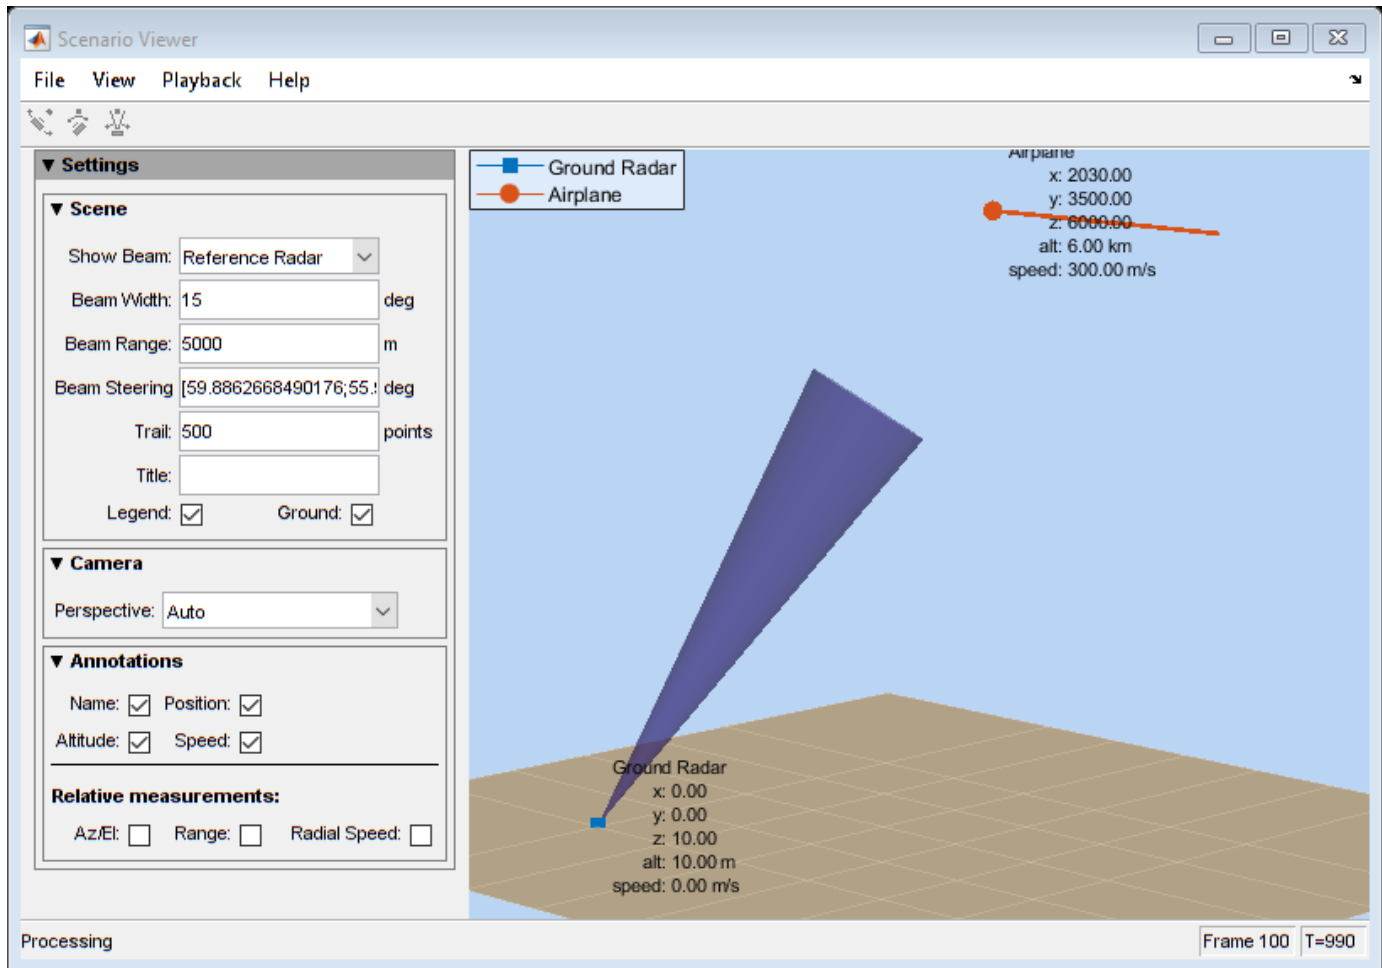 Scenario Viewer
File View Playback Help
▼ Settings
▼ Scene
Show Beam: Reference Radar
Beam Width: 15 deg
Beam Range: 5000 m
Beam Steering [59.8862668490176;55.9 deg
Trail: 500 points
Title:
Legend: Ground:
▼ Camera
Perspective: Auto
▼ Annotations
Name: Position:
Altitude: Speed:
Relative measurements:
Az/El: Range: Radial Speed:
Ground Radar
Airplane
Airplane
x: 2030.00
y: 3500.00
z: 6000.00
alt: 6.00 km
speed: 300.00 m/s
Ground Radar
x: 0.00
y: 0.00
z: 10.00
alt: 10.00 m
speed: 0.00 m/s
Processing
Frame 100 T=990